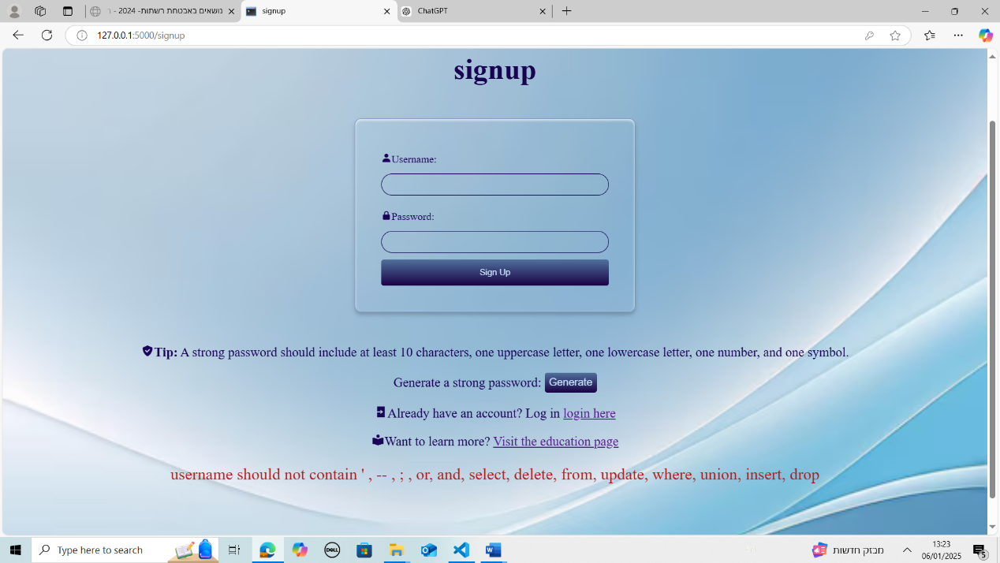 נושאים באבטחת רשתות- 2024 - ר
signup
ChatGPT
127.0.0.1:5000/signup
signup
Username:
Password:
Sign Up
Tip: A strong password should include at least 10 characters, one uppercase letter, one lowercase letter, one number, and one symbol.
Generate a strong password: Generate
Already have an account? Log in login here
Want to learn more? Visit the education page
username should not contain ' , -- , ; , or, and, select, delete, from, update, where, union, insert, drop
Type here to search
DELL
מבזק חדשות
13:23
06/01/2025
5